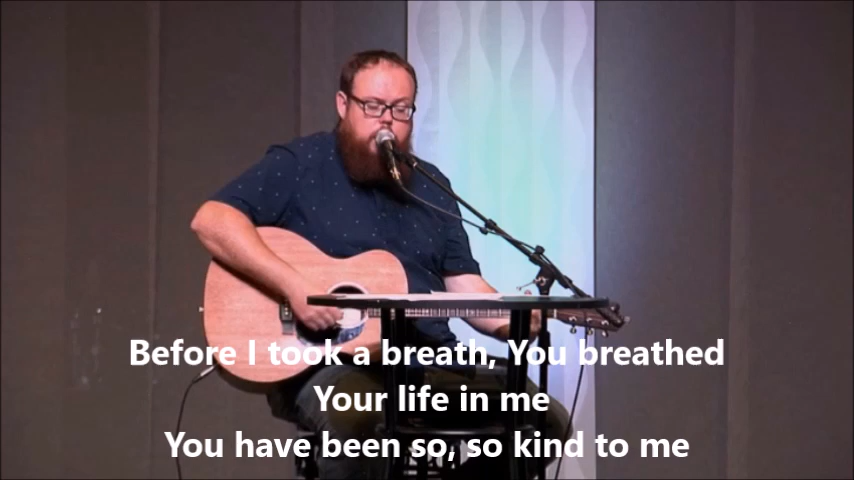 Before I took a breath, You breathed
Your life in me
You have been so, so kind to me